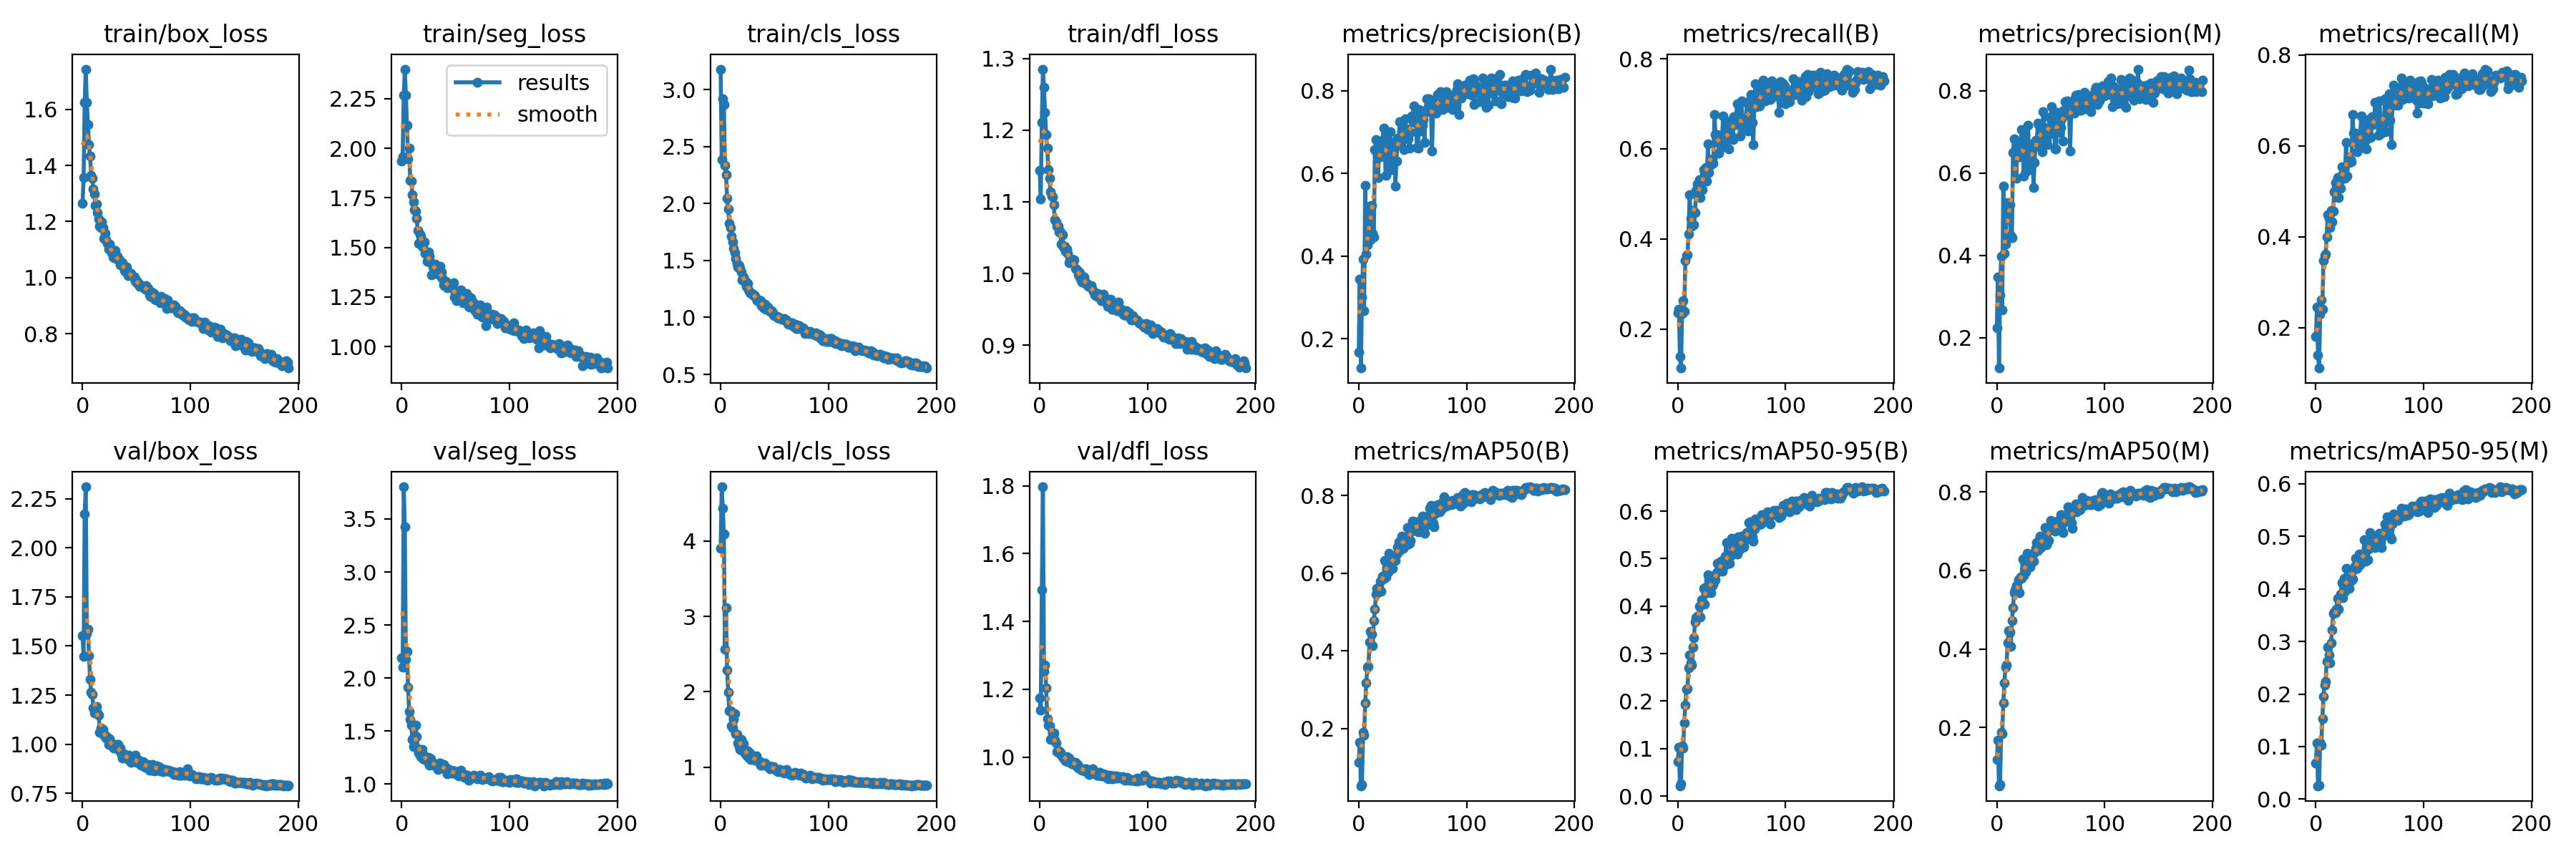 train/box_loss
1.6
1.4
1.2
1.0
0.8
0 100 200
train/seg_loss
results
smooth
2.25
2.00
1.75
1.50
1.25
1.00
0 100 200
train/cls_loss
3.0
2.5
2.0
1.5
1.0
0.5
0 100 200
train/dfl_loss
1.3
1.2
1.1
1.0
0.9
0 100 200
metrics/precision(B)
0.8
0.6
0.4
0.2
0 100 200
metrics/recall(B)
0.8
0.6
0.4
0.2
0 100 200
metrics/precision(M)
0.8
0.6
0.4
0.2
0 100 200
metrics/recall(M)
0.8
0.6
0.4
0.2
0 100 200
val/box_loss
2.25
2.00
1.75
1.50
1.25
1.00
0.75
0 100 200
val/seg_loss
3.5
3.0
2.5
2.0
1.5
1.0
0 100 200
val/cls_loss
4
3
2
1
0 100 200
val/dfl_loss
1.8
1.6
1.4
1.2
1.0
0 100 200
metrics/mAP50(B)
0.8
0.6
0.4
0.2
0 100 200
metrics/mAP50-95(B)
0.6
0.5
0.4
0.3
0.2
0.1
0.0
0 100 200
metrics/mAP50(M)
0.8
0.6
0.4
0.2
0 100 200
metrics/mAP50-95(M)
0.6
0.5
0.4
0.3
0.2
0.1
0.0
0 100 200